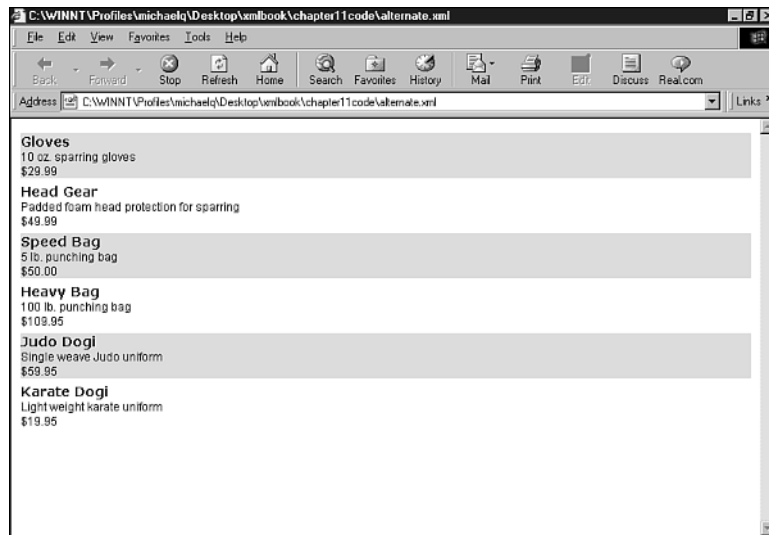 C:\WINNT\Profiles\michaelq\Desktop\xmlbook\chapter11code\alternate.xml
File Edit View Favorites Tools Help
Back Forward Stop Refresh Home Search Favorites History Mail Print Edit Discuss Real.com
Address C:\WINNT\Profiles\michaelq\Desktop\xmlbook\chapter11code\alternate.xml Links »
Gloves
10 oz. sparring gloves
$29.99
Head Gear
Padded foam head protection for sparring
$49.99
Speed Bag
5 lb. punching bag
$50.00
Heavy Bag
100 lb. punching bag
$109.95
Judo Dogi
Single weave Judo uniform
$59.95
Karate Dogi
Light weight karate uniform
$19.95